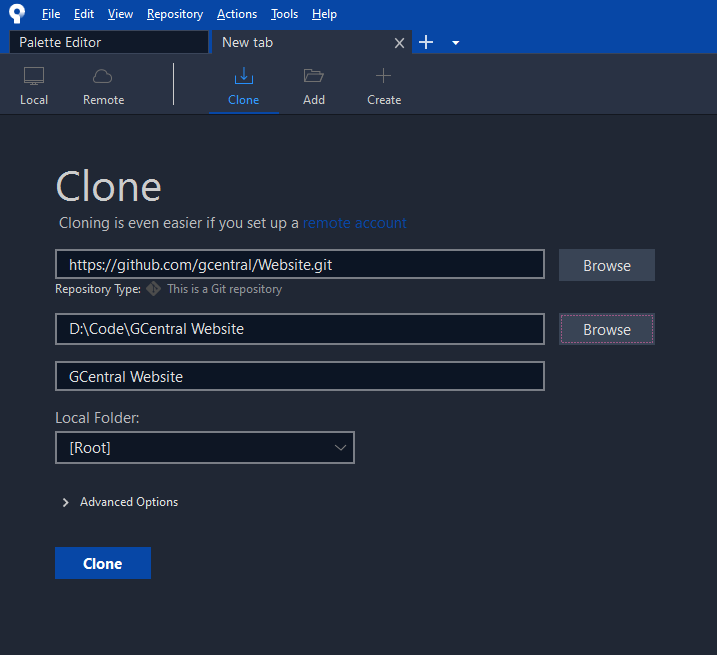 File Edit View Repository Actions Tools Help
Palette Editor New tab
Local Remote Clone Add Create
Clone
Cloning is even easier if you set up a remote account
https://github.com/gcentral/Website.git Browse
Repository Type: This is a Git repository
D:\Code\GCentral Website Browse
GCentral Website
Local Folder:
[Root]
Advanced Options
Clone